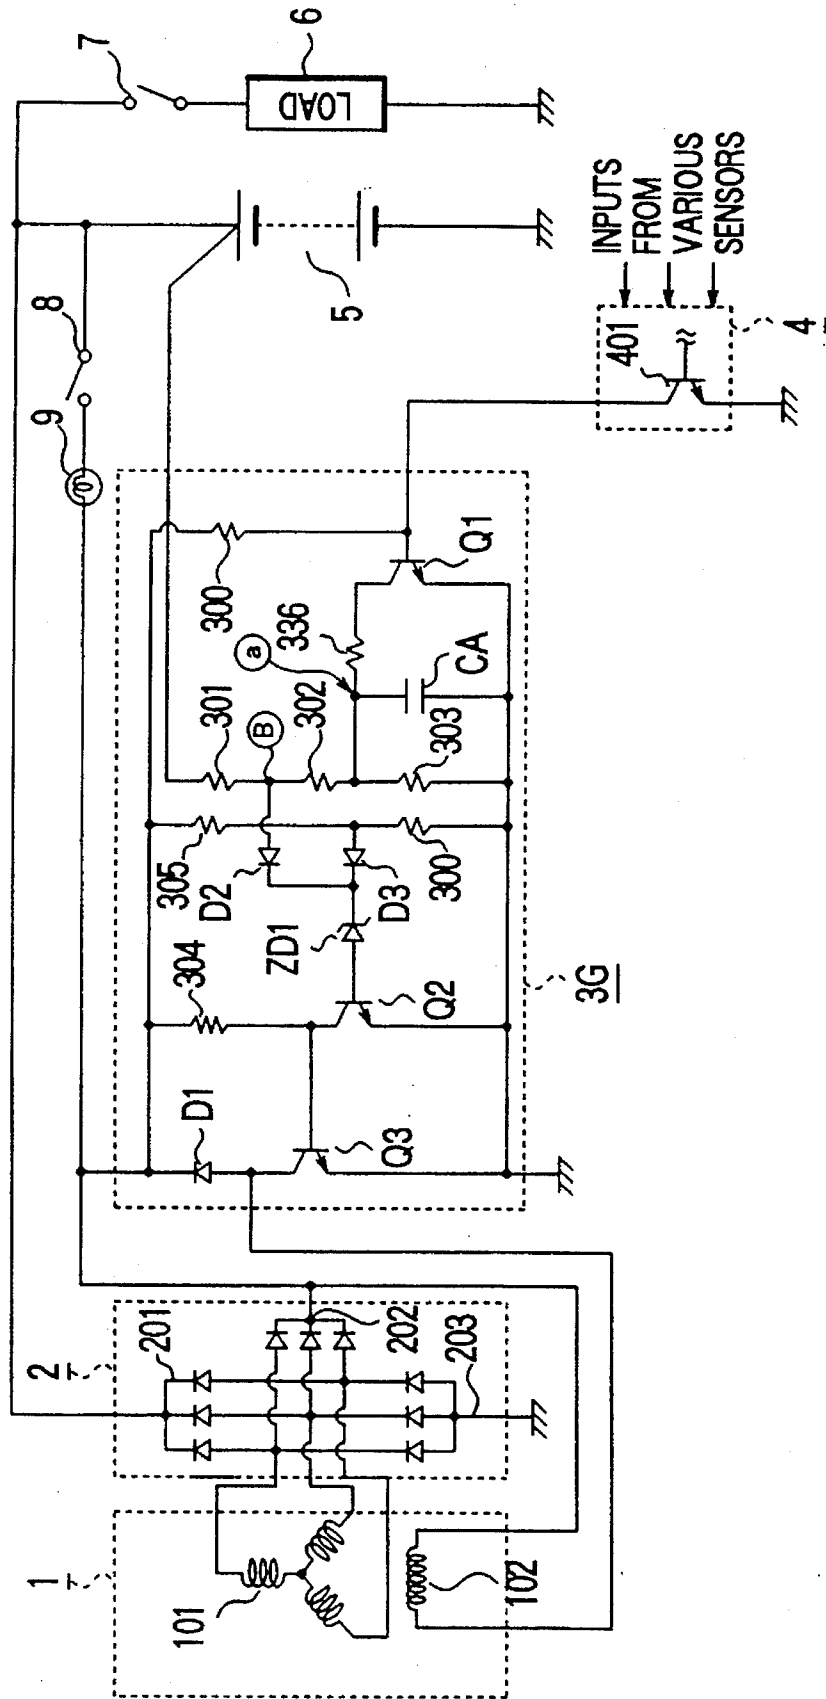 7
6
LOAD
5
8
9
INPUTS
FROM
VARIOUS
SENSORS
401
4
300
Q1
336
a
CA
301
B
302
303
305
D2
D3
300
ZD1
304
Q2
3G
D1
Q3
2
201
202
203
1
101
102